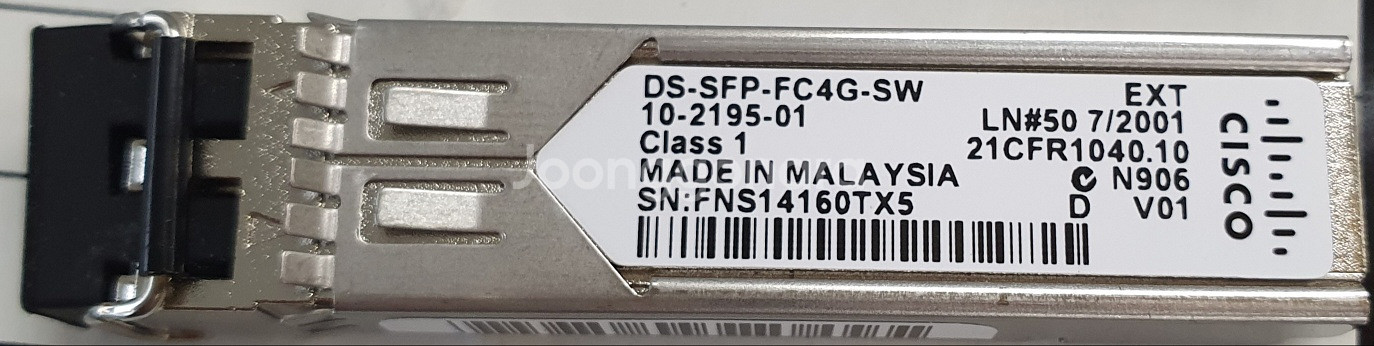 DS-SFP-FC4G-SW EXT
10-2195-01 LN#50 7/2001
Class 1 21CFR1040.10
MADE IN MALAYSIA N906
SN:FNS14160TX5 D V01
CISCO